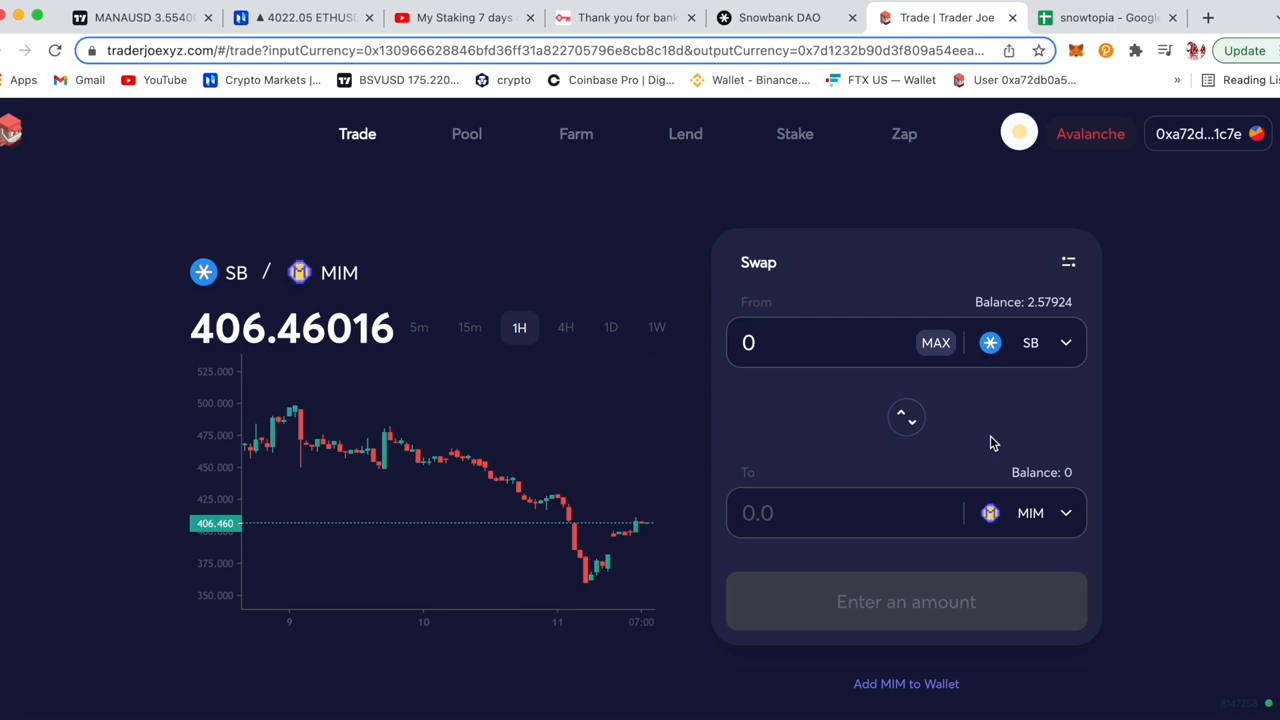 MANAUSD 3.5540
▲ 4022.05 ETHUS
My Staking 7 days
Thank you for bank
Snowbank DAO
Trade | Trader Joe
snowtopia - Google
traderjoexyz.com/#/trade?inputCurrency=0x130966628846bfd36ff31a822705796e8cb8c18d&outputCurrency=0x7d1232b90d3f809a54eea...
Update
Apps
Gmail
YouTube
Crypto Markets |...
BSVUSD 175.220...
crypto
Coinbase Pro | Dig...
Wallet - Binance....
FTX US — Wallet
User 0xa72d0a5...
»
Reading Lis
Trade
Pool
Farm
Lend
Stake
Zap
Avalanche
0xa72d...1c7e
SB / MIM
406.46016
5m
15m
1H
4H
1D
1W
525.000
500.000
475.000
450.000
425.000
406.460
400.000
375.000
350.000
9
10
11
07:00
Swap
From
Balance: 2.57924
0
MAX
SB
To
Balance: 0
0.0
MIM
Enter an amount
Add MIM to Wallet
8147258